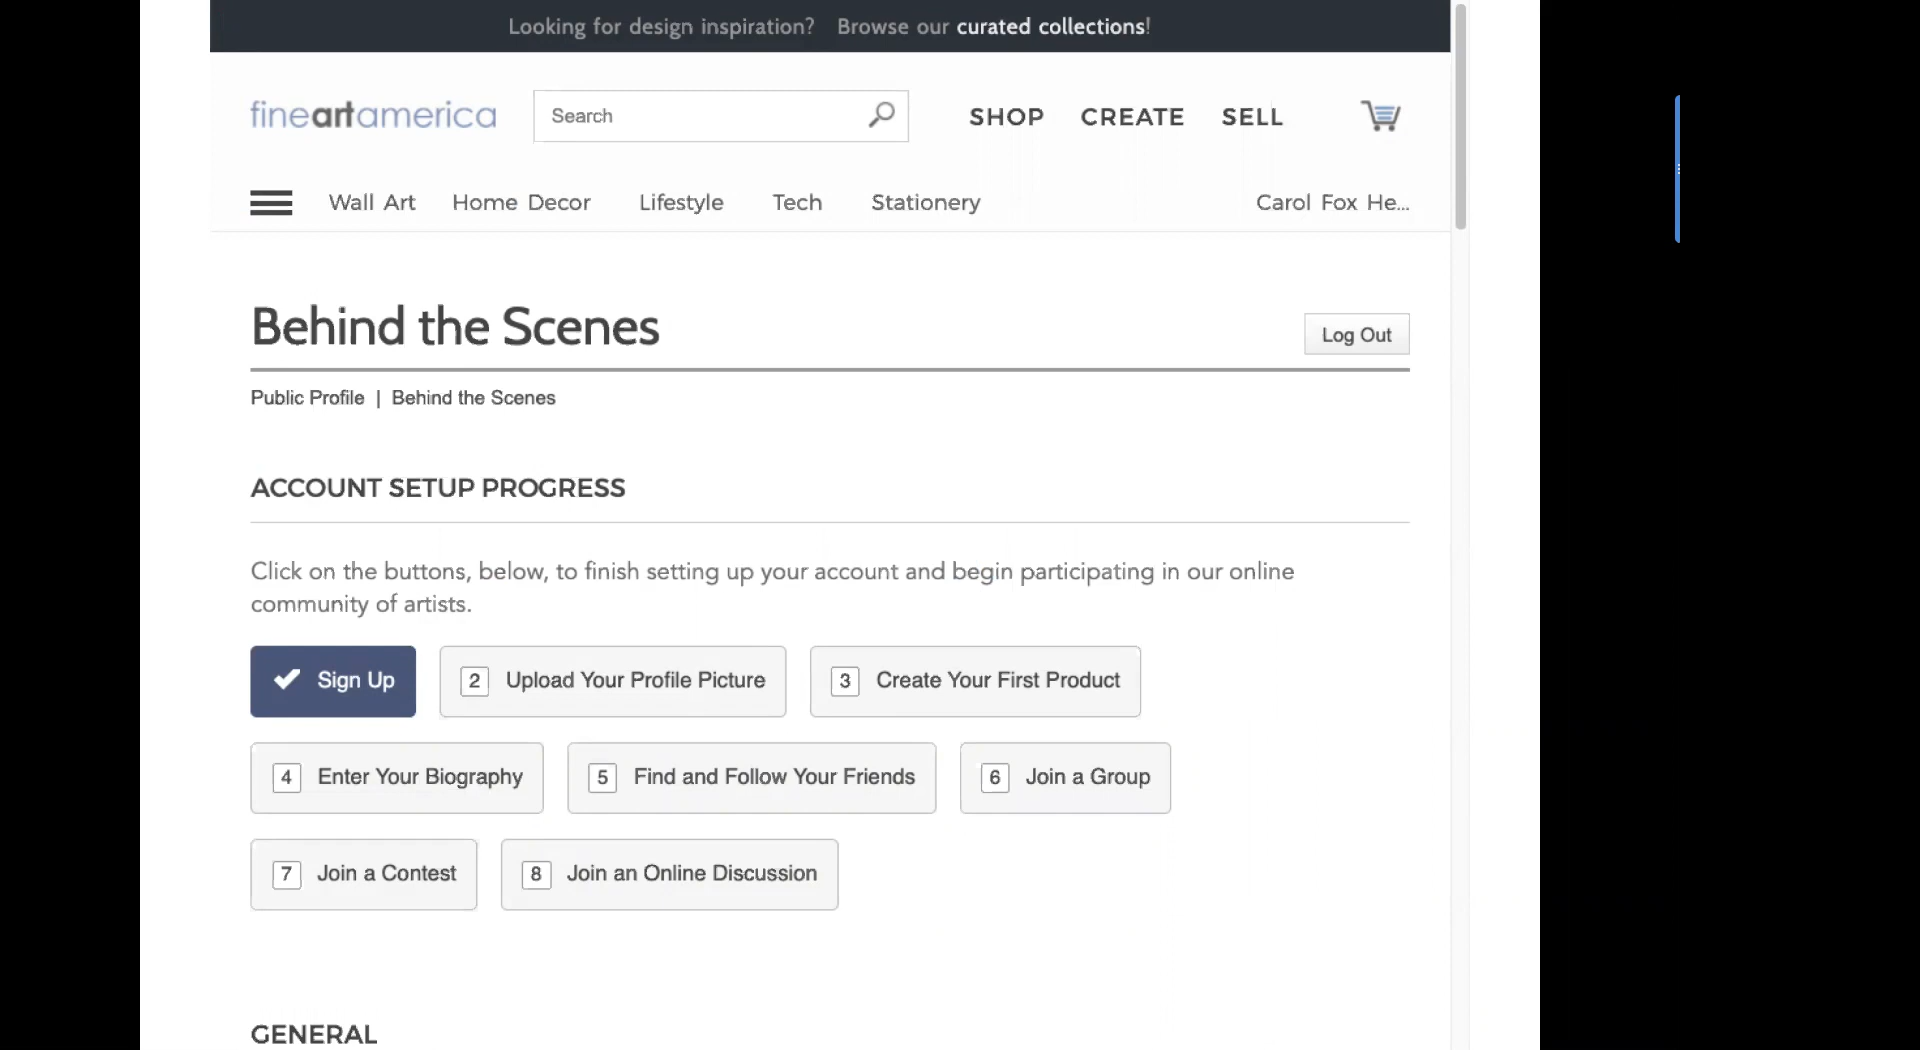 Looking for design inspiration? Browse our curated collections!
fineartamerica
Search
SHOP CREATE SELL
Wall Art Home Decor Lifestyle Tech Stationery Carol Fox He...
Behind the Scenes
Log Out
Public Profile | Behind the Scenes
ACCOUNT SETUP PROGRESS
Click on the buttons, below, to finish setting up your account and begin participating in our online
community of artists.
Sign Up 2 Upload Your Profile Picture 3 Create Your First Product
4 Enter Your Biography 5 Find and Follow Your Friends 6 Join a Group
7 Join a Contest 8 Join an Online Discussion
GENERAL